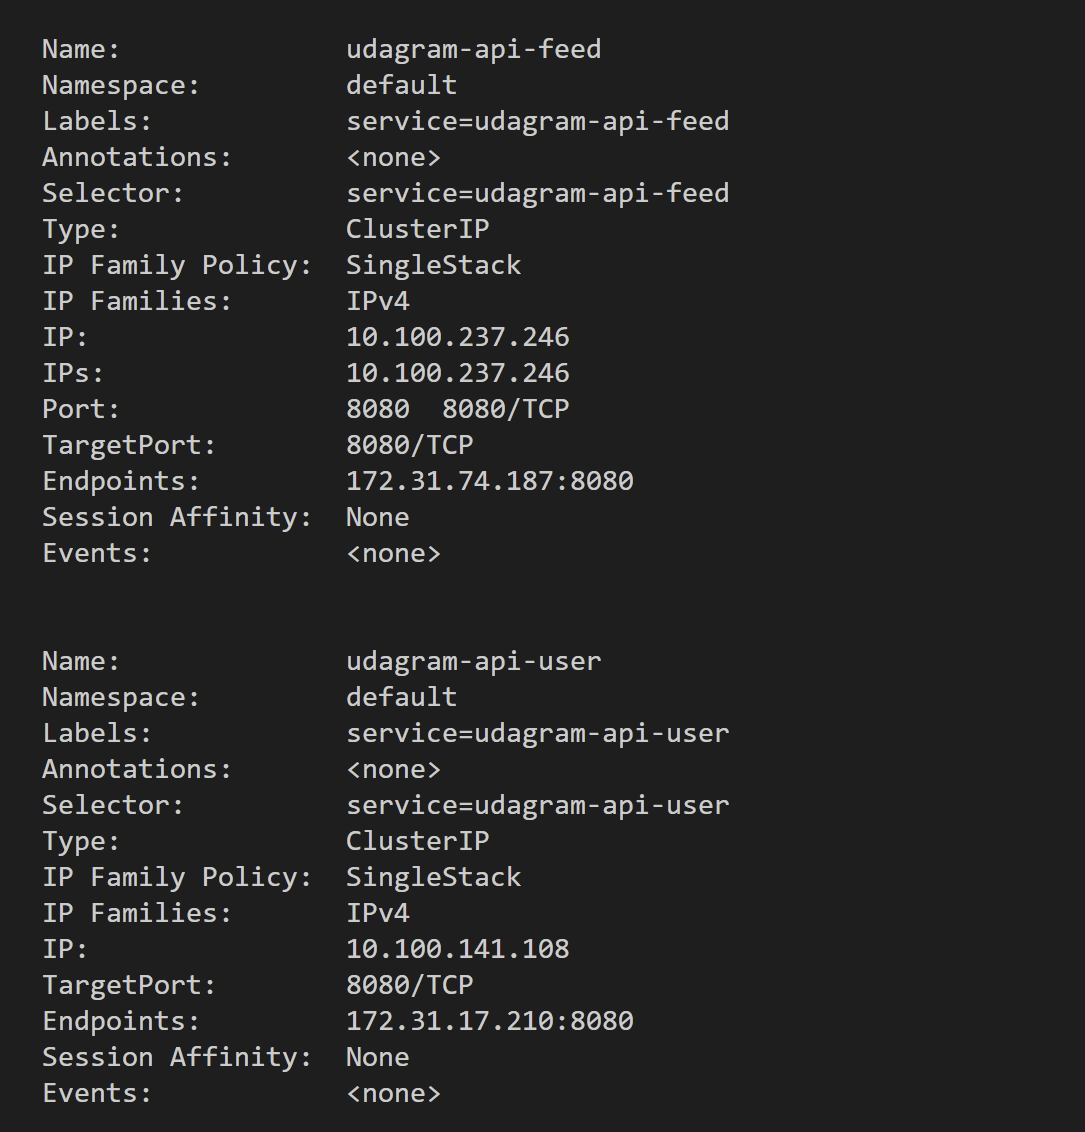 Name:              udagram-api-feed
Namespace:         default
Labels:            service=udagram-api-feed
Annotations:       <none>
Selector:          service=udagram-api-feed
Type:              ClusterIP
IP Family Policy:  SingleStack
IP Families:       IPv4
IP:                10.100.237.246
IPs:               10.100.237.246
Port:              8080  8080/TCP
TargetPort:        8080/TCP
Endpoints:         172.31.74.187:8080
Session Affinity:  None
Events:            <none>
Name:              udagram-api-user
Namespace:         default
Labels:            service=udagram-api-user
Annotations:       <none>
Selector:          service=udagram-api-user
Type:              ClusterIP
IP Family Policy:  SingleStack
IP Families:       IPv4
IP:                10.100.141.108
TargetPort:        8080/TCP
Endpoints:         172.31.17.210:8080
Session Affinity:  None
Events:            <none>